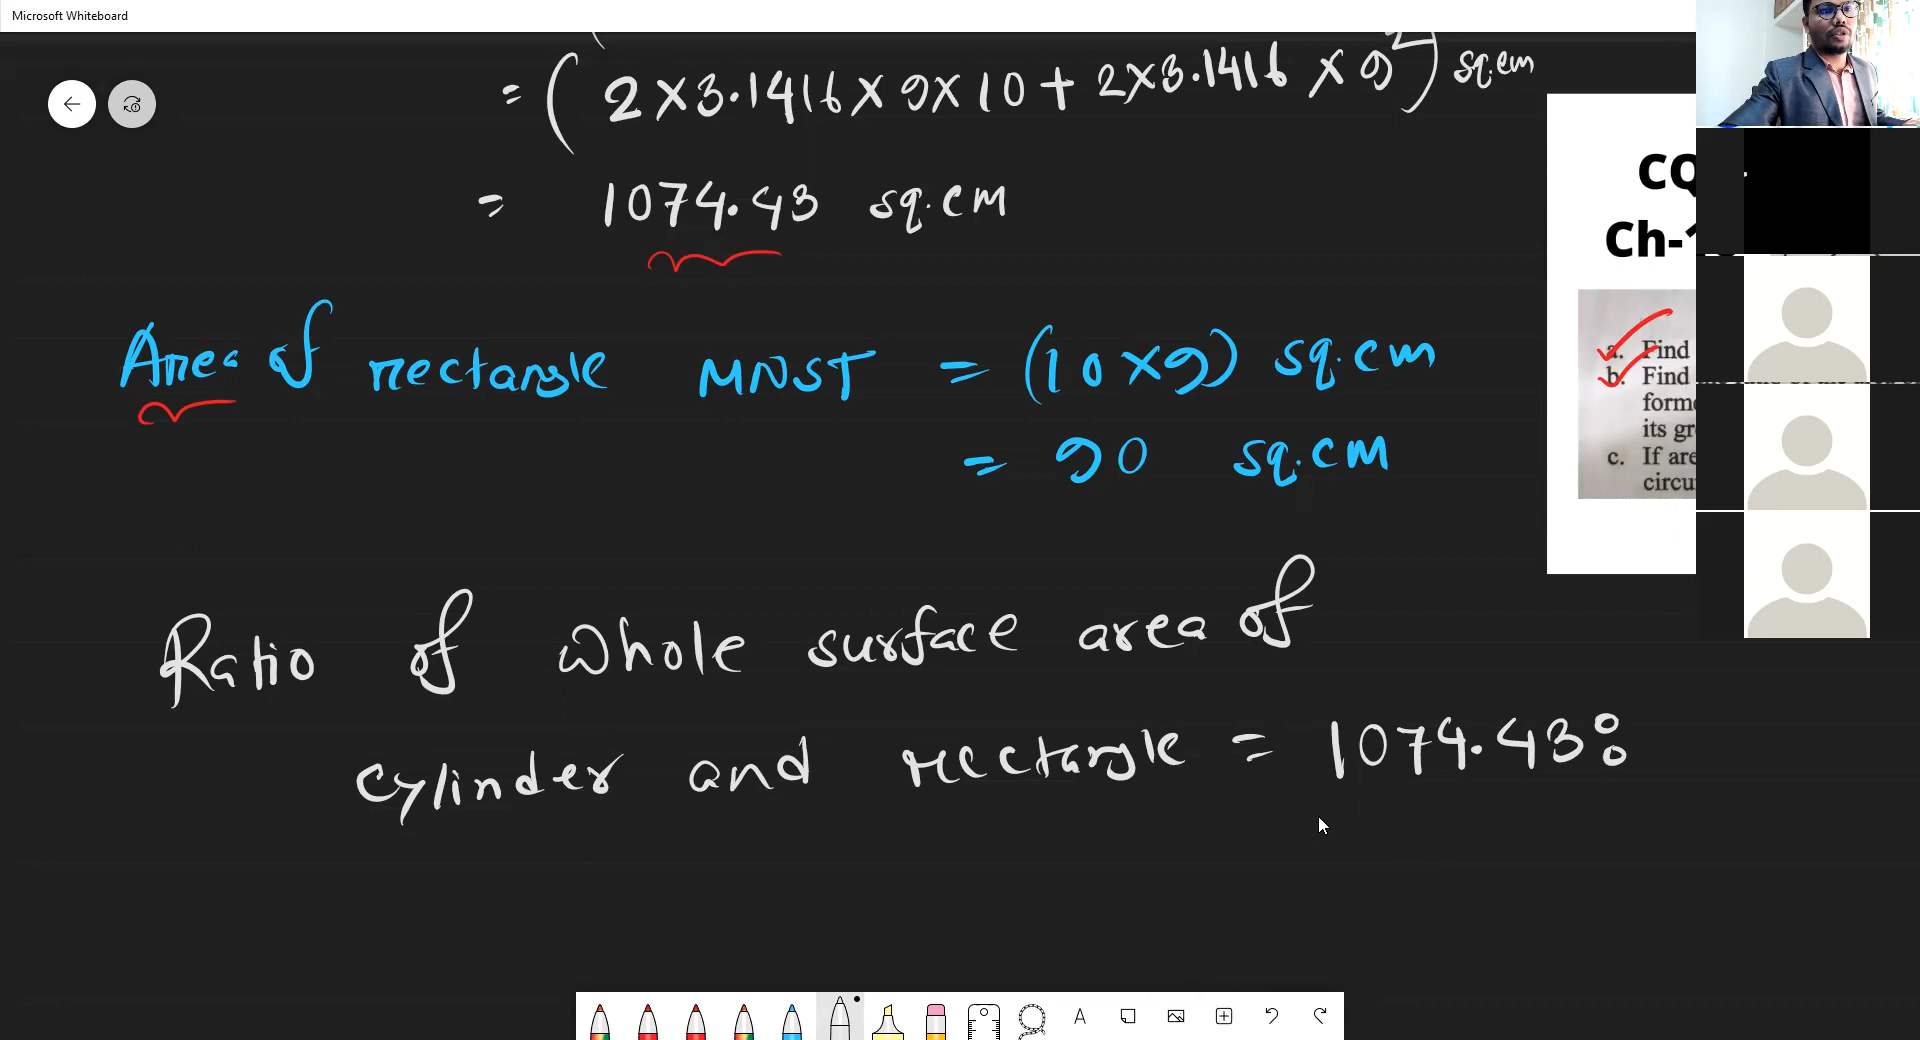 Microsoft Whiteboard
= (2×3.1416×9×10+2×3.1416×9²) sq.cm
= 1074.43 sq.cm
Area of rectangle MNST = (10×9) sq.cm
= 90 sq.cm
Ratio of whole surface area of
cylinder and rectangle = 1074.43:
CQ
Ch-1
a. Find
b. Find
forme
its gr
c. If are
circu
A